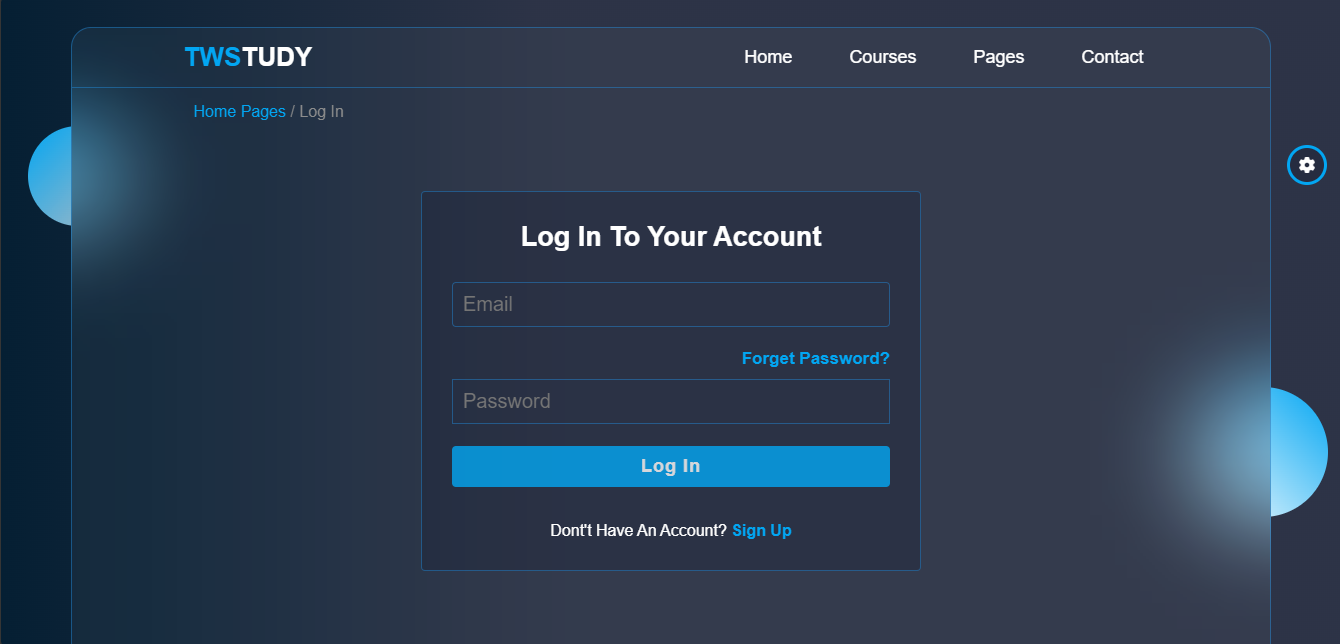 TWSTUDY Home Courses Pages Contact
Home Pages / Log In
Log In To Your Account
Email
Forget Password?
Password
Log In
Dont't Have An Account? Sign Up